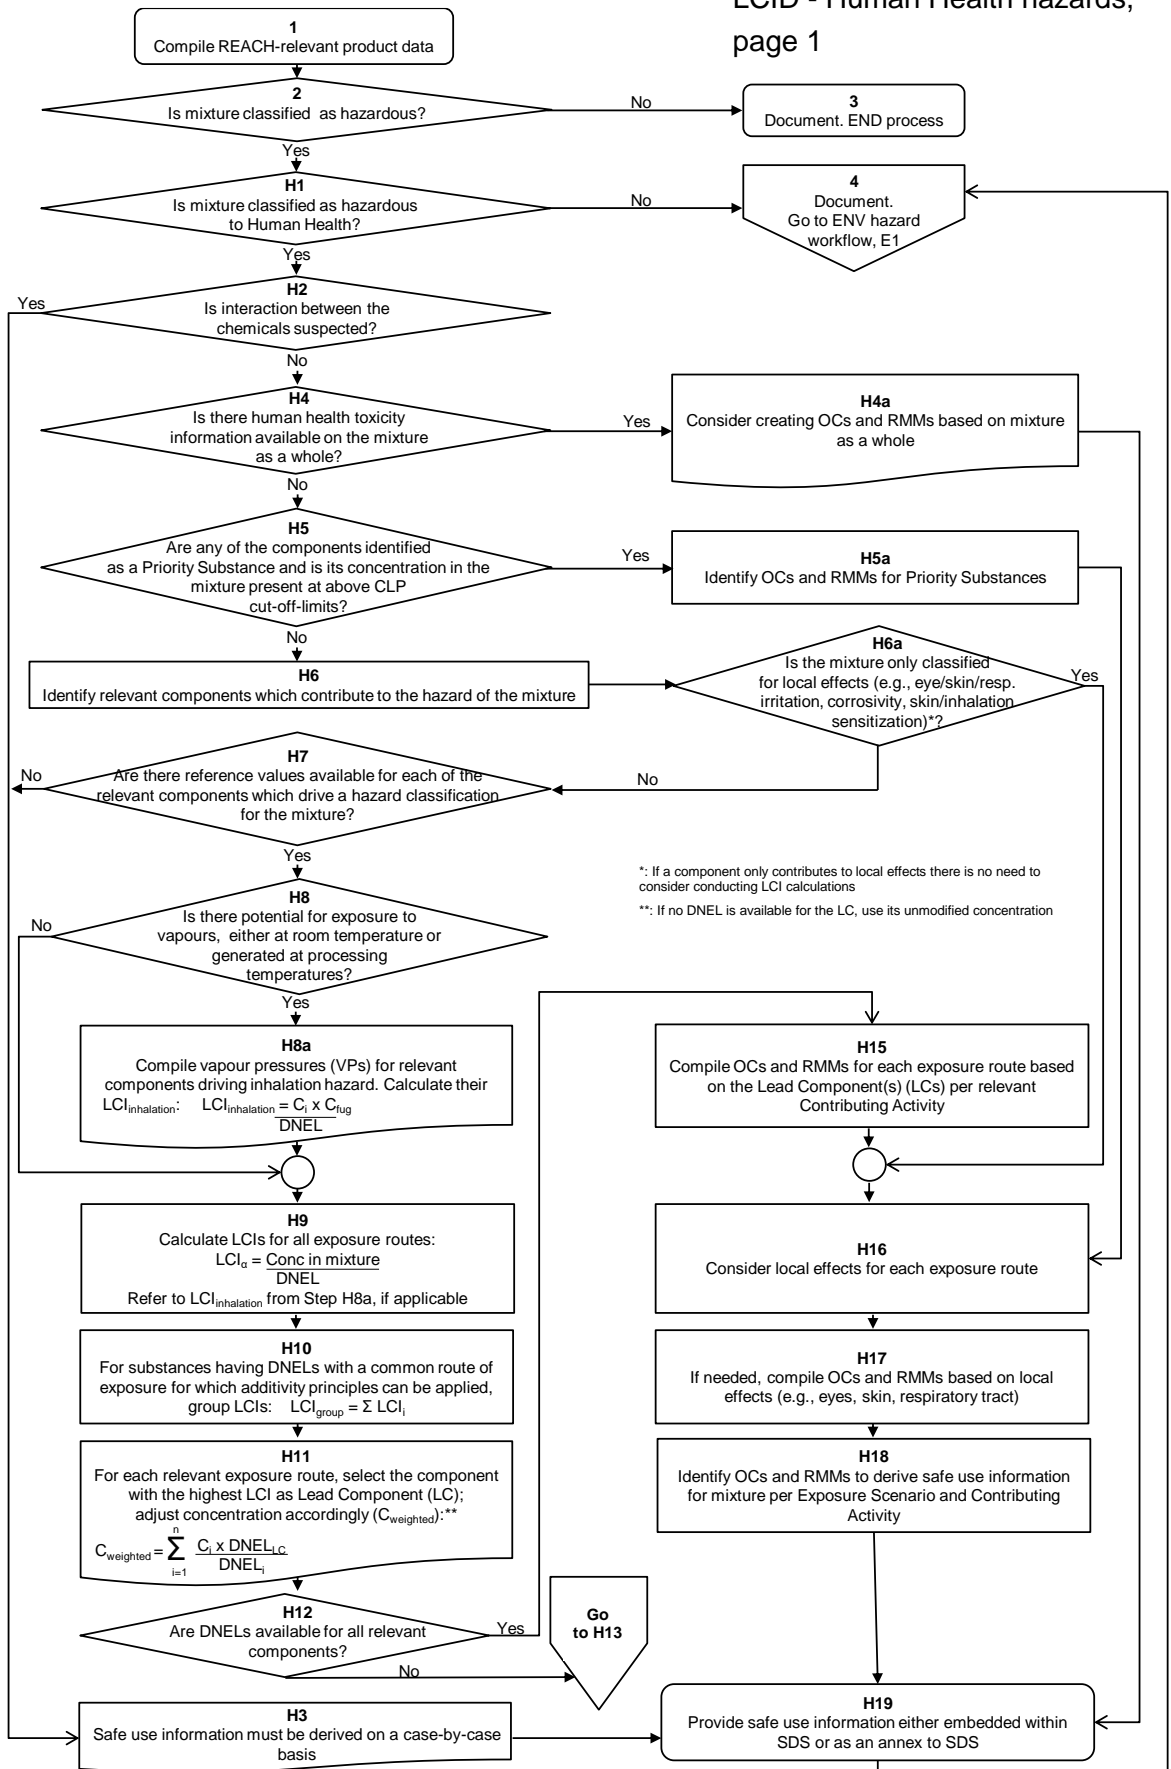 LCID - Human Health hazards,
page 1
1
Compile REACH-relevant product data
2
Is mixture classified as hazardous?
No
3
Document. END process
Yes
H1
Is mixture classified as hazardous
to Human Health?
No
4
Document.
Go to ENV hazard
workflow, E1
Yes
H2
Is interaction between the
chemicals suspected?
Yes
No
H4
Is there human health toxicity
information available on the mixture
as a whole?
Yes
H4a
Consider creating OCs and RMMs based on mixture
as a whole
No
H5
Are any of the components identified
as a Priority Substance and is its concentration in the
mixture present at above CLP
cut-off-limits?
Yes
H5a
Identify OCs and RMMs for Priority Substances
No
H6
Identify relevant components which contribute to the hazard of the mixture
H6a
Is the mixture only classified
for local effects (e.g., eye/skin/resp.
irritation, corrosivity, skin/inhalation
sensitization)*?
Yes
No
H7
Are there reference values available for each of the
relevant components which drive a hazard classification
for the mixture?
No
Yes
*: If a component only contributes to local effects there is no need to
consider conducting LCI calculations
**: If no DNEL is available for the LC, use its unmodified concentration
H8
Is there potential for exposure to
vapours, either at room temperature or
generated at processing
temperatures?
No
Yes
H8a
Compile vapour pressures (VPs) for relevant
components driving inhalation hazard. Calculate their
LCIinhalation: LCIinhalation = Ci x Cfug
DNEL
H15
Compile OCs and RMMs for each exposure route based
on the Lead Component(s) (LCs) per relevant
Contributing Activity
H9
Calculate LCIs for all exposure routes:
LCIα = Conc in mixture
DNEL
Refer to LCIinhalation from Step H8a, if applicable
H16
Consider local effects for each exposure route
H10
For substances having DNELs with a common route of
exposure for which additivity principles can be applied,
group LCIs: LCIgroup = Σ LCIi
H17
If needed, compile OCs and RMMs based on local
effects (e.g., eyes, skin, respiratory tract)
H11
For each relevant exposure route, select the component
with the highest LCI as Lead Component (LC);
adjust concentration accordingly (Cweighted):**
n
Cweighted = Σ Ci x DNELLC
DNELi
i=1
H18
Identify OCs and RMMs to derive safe use information
for mixture per Exposure Scenario and Contributing
Activity
H12
Are DNELs available for all relevant
components?
Yes
No
Go
to H13
H3
Safe use information must be derived on a case-by-case
basis
H19
Provide safe use information either embedded within
SDS or as an annex to SDS